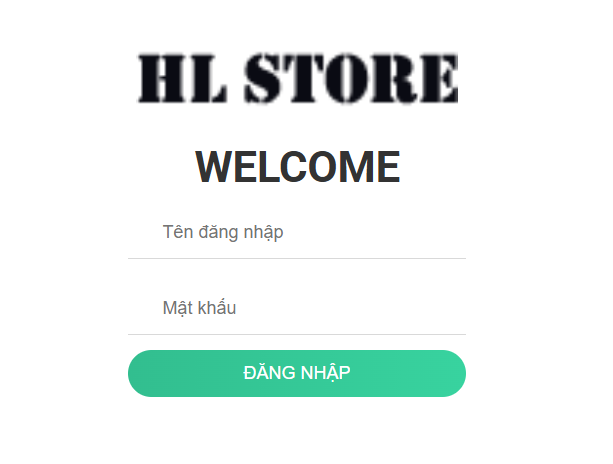 HL STORE
WELCOME
Tên đăng nhập
Mật khẩu
ĐĂNG NHẬP